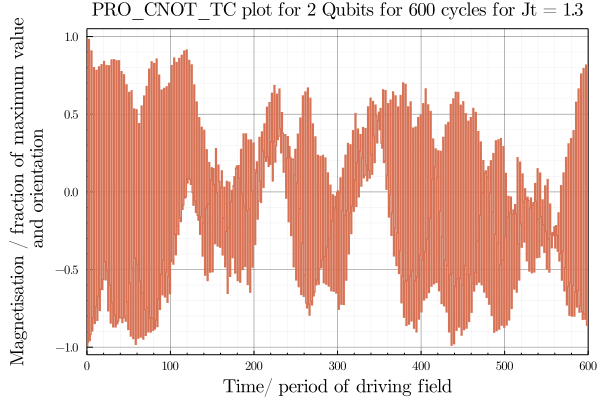 PRO_CNOT_TC plot for 2 Qubits for 600 cycles for Jt = 1.3
Magnetisation / fraction of maximum value
and orientation
1.0
0.5
0.0
−0.5
−1.0
0 100 200 300 400 500 600
Time/ period of driving field